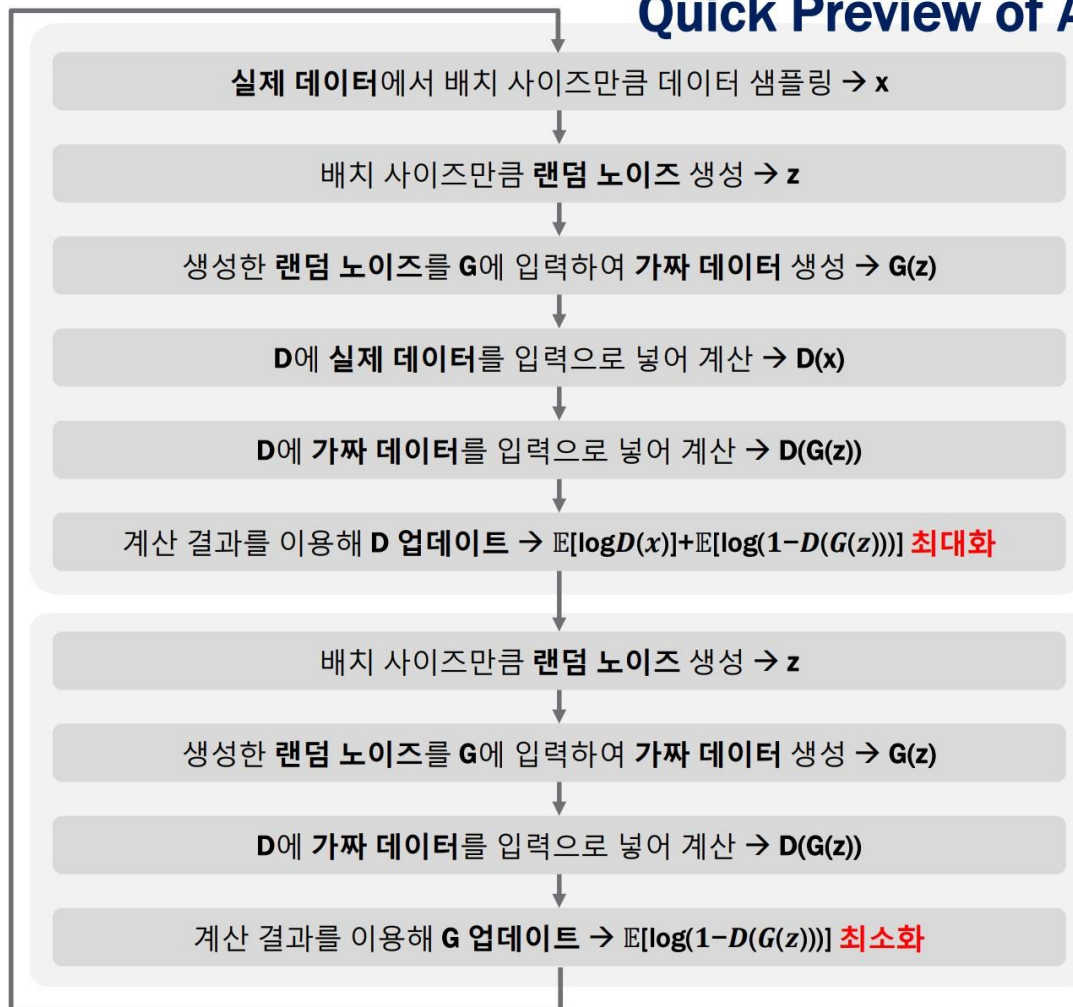 Quick Preview of A
실제 데이터에서 배치 사이즈만큼 데이터 샘플링 → x
배치 사이즈만큼 랜덤 노이즈 생성 → z
생성한 랜덤 노이즈를 G에 입력하여 가짜 데이터 생성 → G(z)
D에 실제 데이터를 입력으로 넣어 계산 → D(x)
D에 가짜 데이터를 입력으로 넣어 계산 → D(G(z))
계산 결과를 이용해 D 업데이트 → 𝔼[logD(x)]+𝔼[log(1−D(G(z)))] 최대화
배치 사이즈만큼 랜덤 노이즈 생성 → z
생성한 랜덤 노이즈를 G에 입력하여 가짜 데이터 생성 → G(z)
D에 가짜 데이터를 입력으로 넣어 계산 → D(G(z))
계산 결과를 이용해 G 업데이트 → 𝔼[log(1−D(G(z)))] 최소화